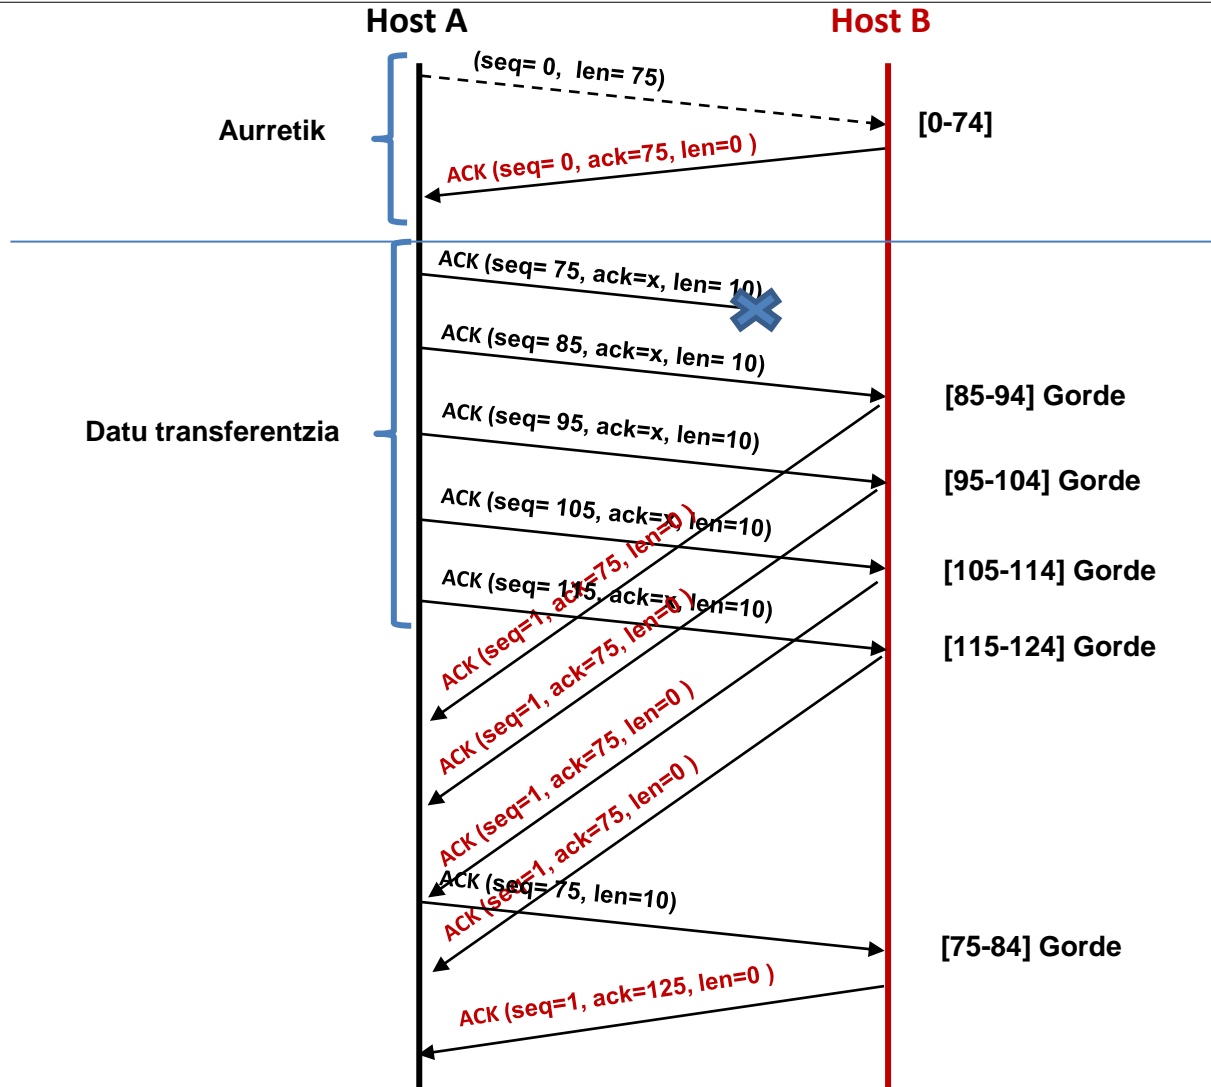 Host A
Host B
(seq= 0, len= 75)
Aurretik
[0-74]
ACK (seq= 0, ack=75, len=0 )
ACK (seq= 75, ack=x, len= 10)
ACK (seq= 85, ack=x, len= 10)
[85-94] Gorde
ACK (seq= 95, ack=x, len=10)
Datu transferentzia
[95-104] Gorde
ACK (seq= 105, ack=x, len=10)
[105-114] Gorde
ACK (seq= 115, ack=x, len=10)
[115-124] Gorde
ACK (seq=1, ack=75, len=0 )
ACK (seq=1, ack=75, len=0 )
ACK (seq=1, ack=75, len=0 )
ACK (seq=1, ack=75, len=0 )
ACK (seq= 75, len=10)
[75-84] Gorde
ACK (seq=1, ack=125, len=0 )